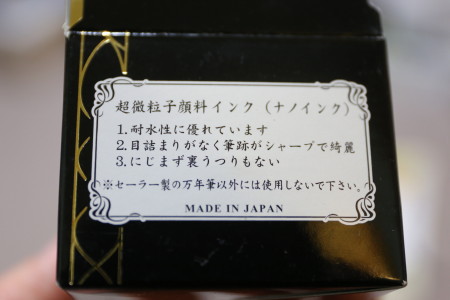 超微粒子顔料インク（ナノインク）
1.耐水性に優れています
2.目詰まりがなく筆跡がシャープで綺麗
3.にじまず裏うつりもない
※セーラー製の万年筆以外には使用しないで下さい。
MADE IN JAPAN